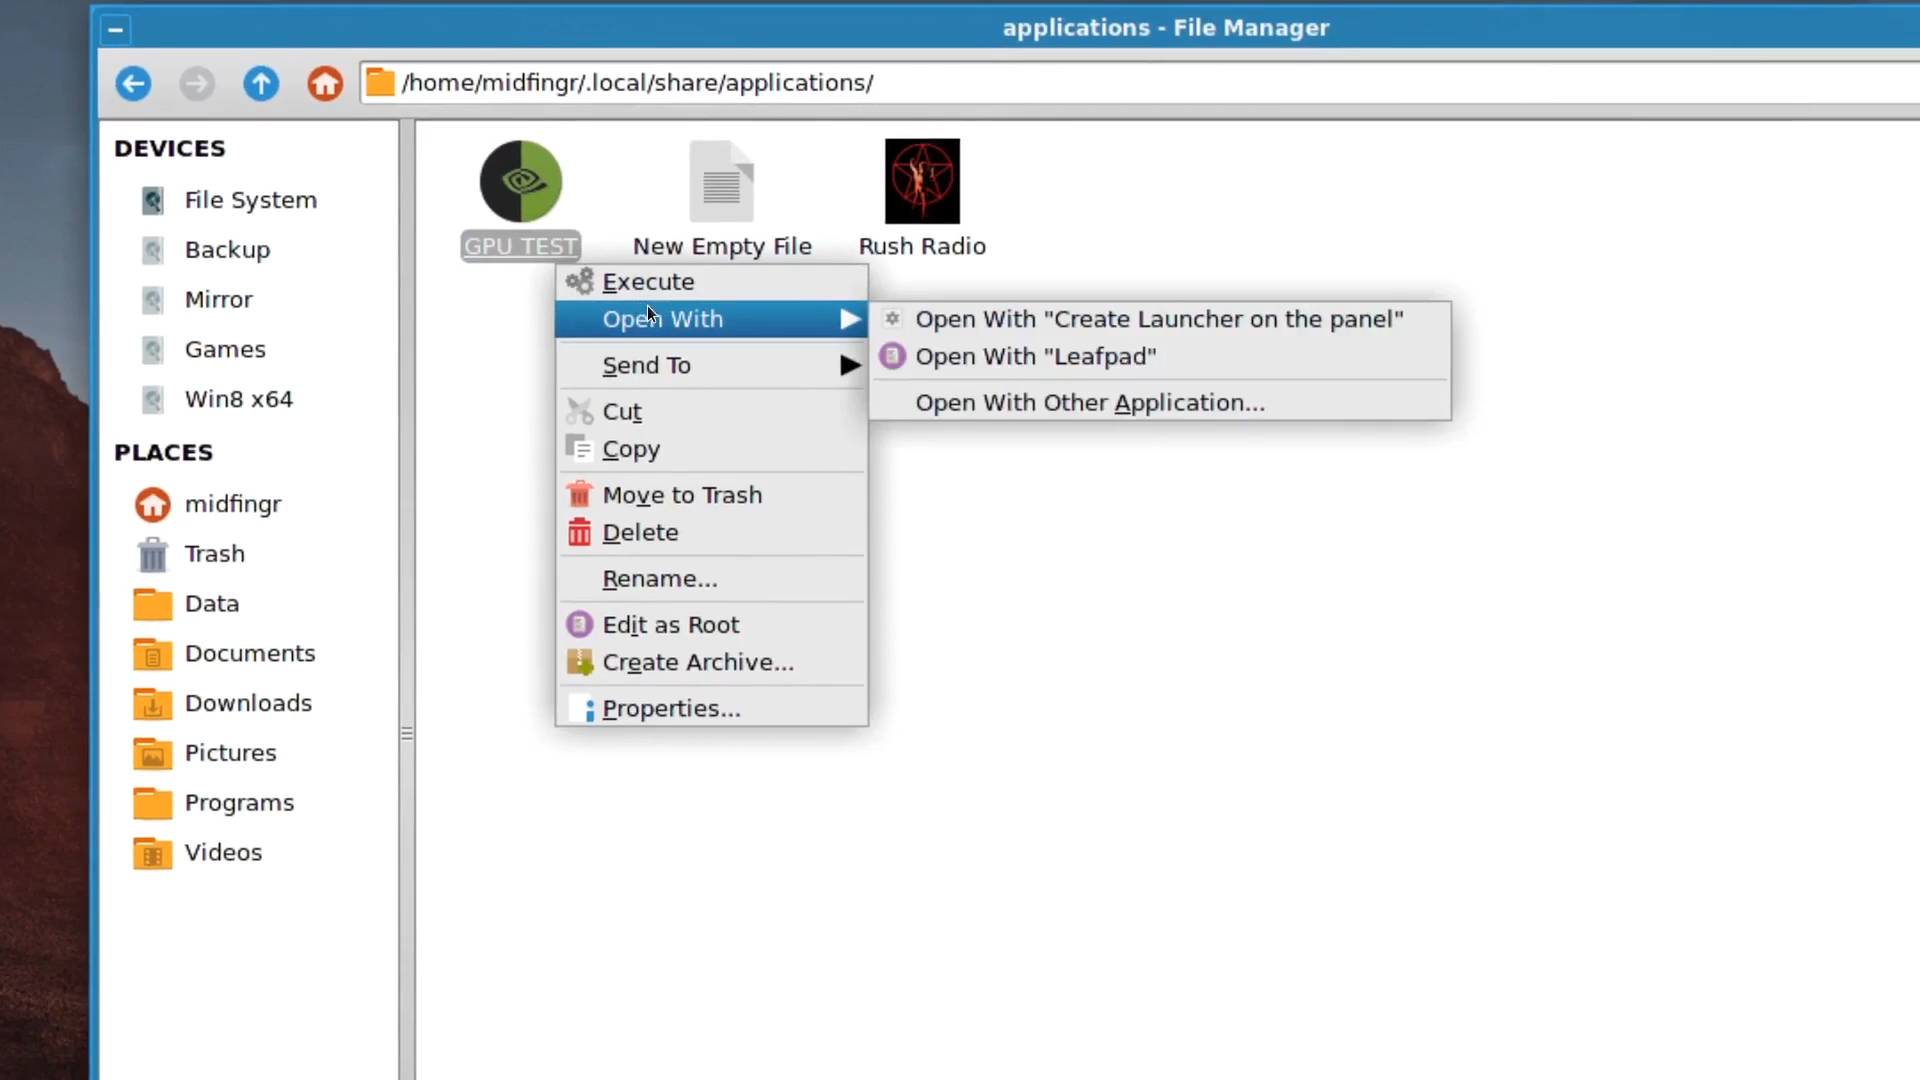 applications - File Manager
/home/midfingr/.local/share/applications/
DEVICES
File System
Backup
Mirror
Games
Win8 x64
PLACES
midfingr
Trash
Data
Documents
Downloads
Pictures
Programs
Videos
GPU TEST
New Empty File
Rush Radio
Execute
Open With
Send To
Cut
Copy
Move to Trash
Delete
Rename...
Edit as Root
Create Archive...
Properties...
Open With "Create Launcher on the panel"
Open With "Leafpad"
Open With Other Application...